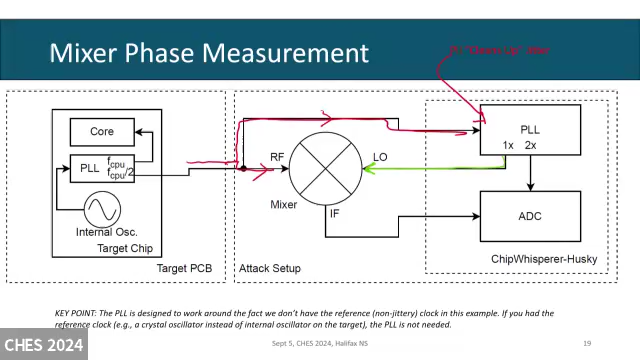 Mixer Phase Measurement
Core
PLL
fcpu
fcpu/2
Internal Osc.
Target Chip
Target PCB
RF
LO
Mixer
IF
Attack Setup
PLL
1x 2x
ADC
ChipWhisperer-Husky
KEY POINT: The PLL is designed to work around the fact we don't have the reference (non-jittery) clock in this example. If you had the
reference clock (e.g., a crystal oscillator instead of internal oscillator on the target), the PLL is not needed.
CHES 2024
Sept 5, CHES 2024, Halifax NS
19